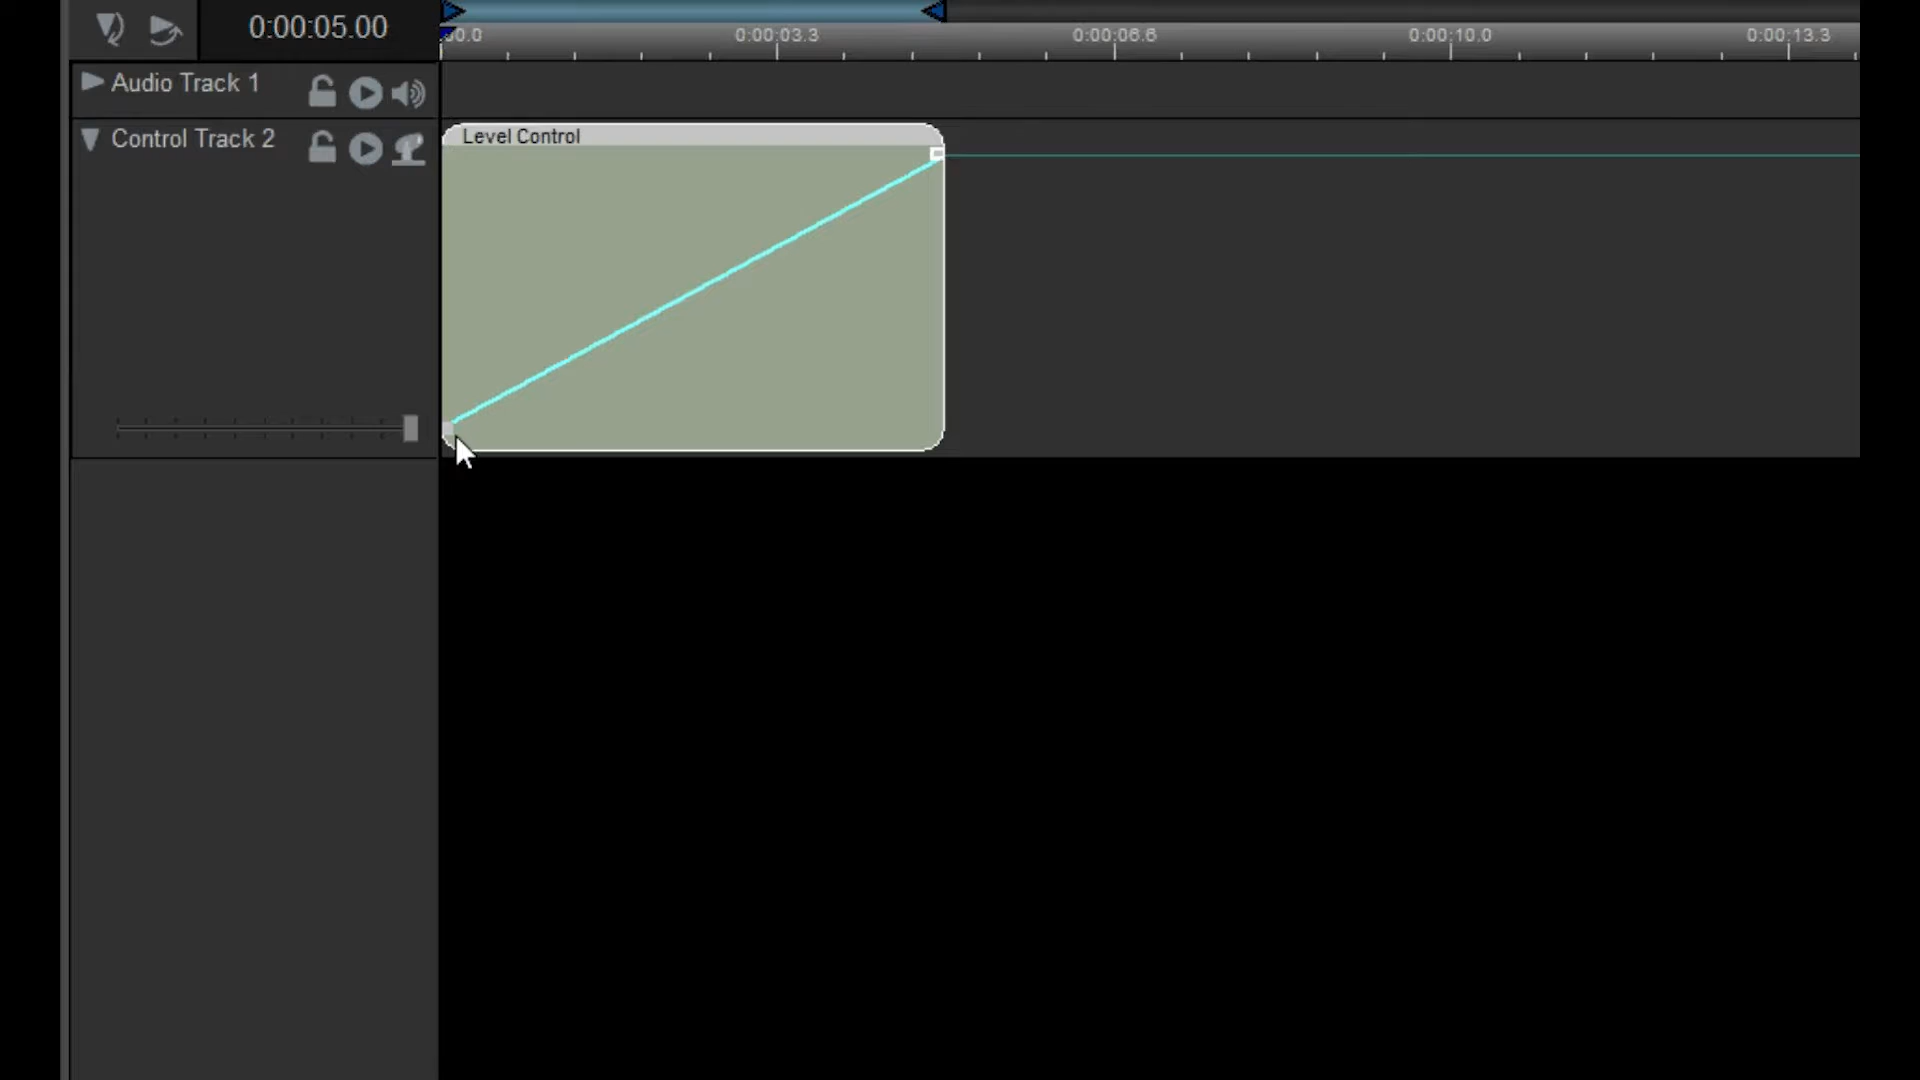 0:00:05.00
:00.0 0:00:03.3 0:00:06.6 0:00:10.0 0:00:13.3
Audio Track 1
Control Track 2
Level Control